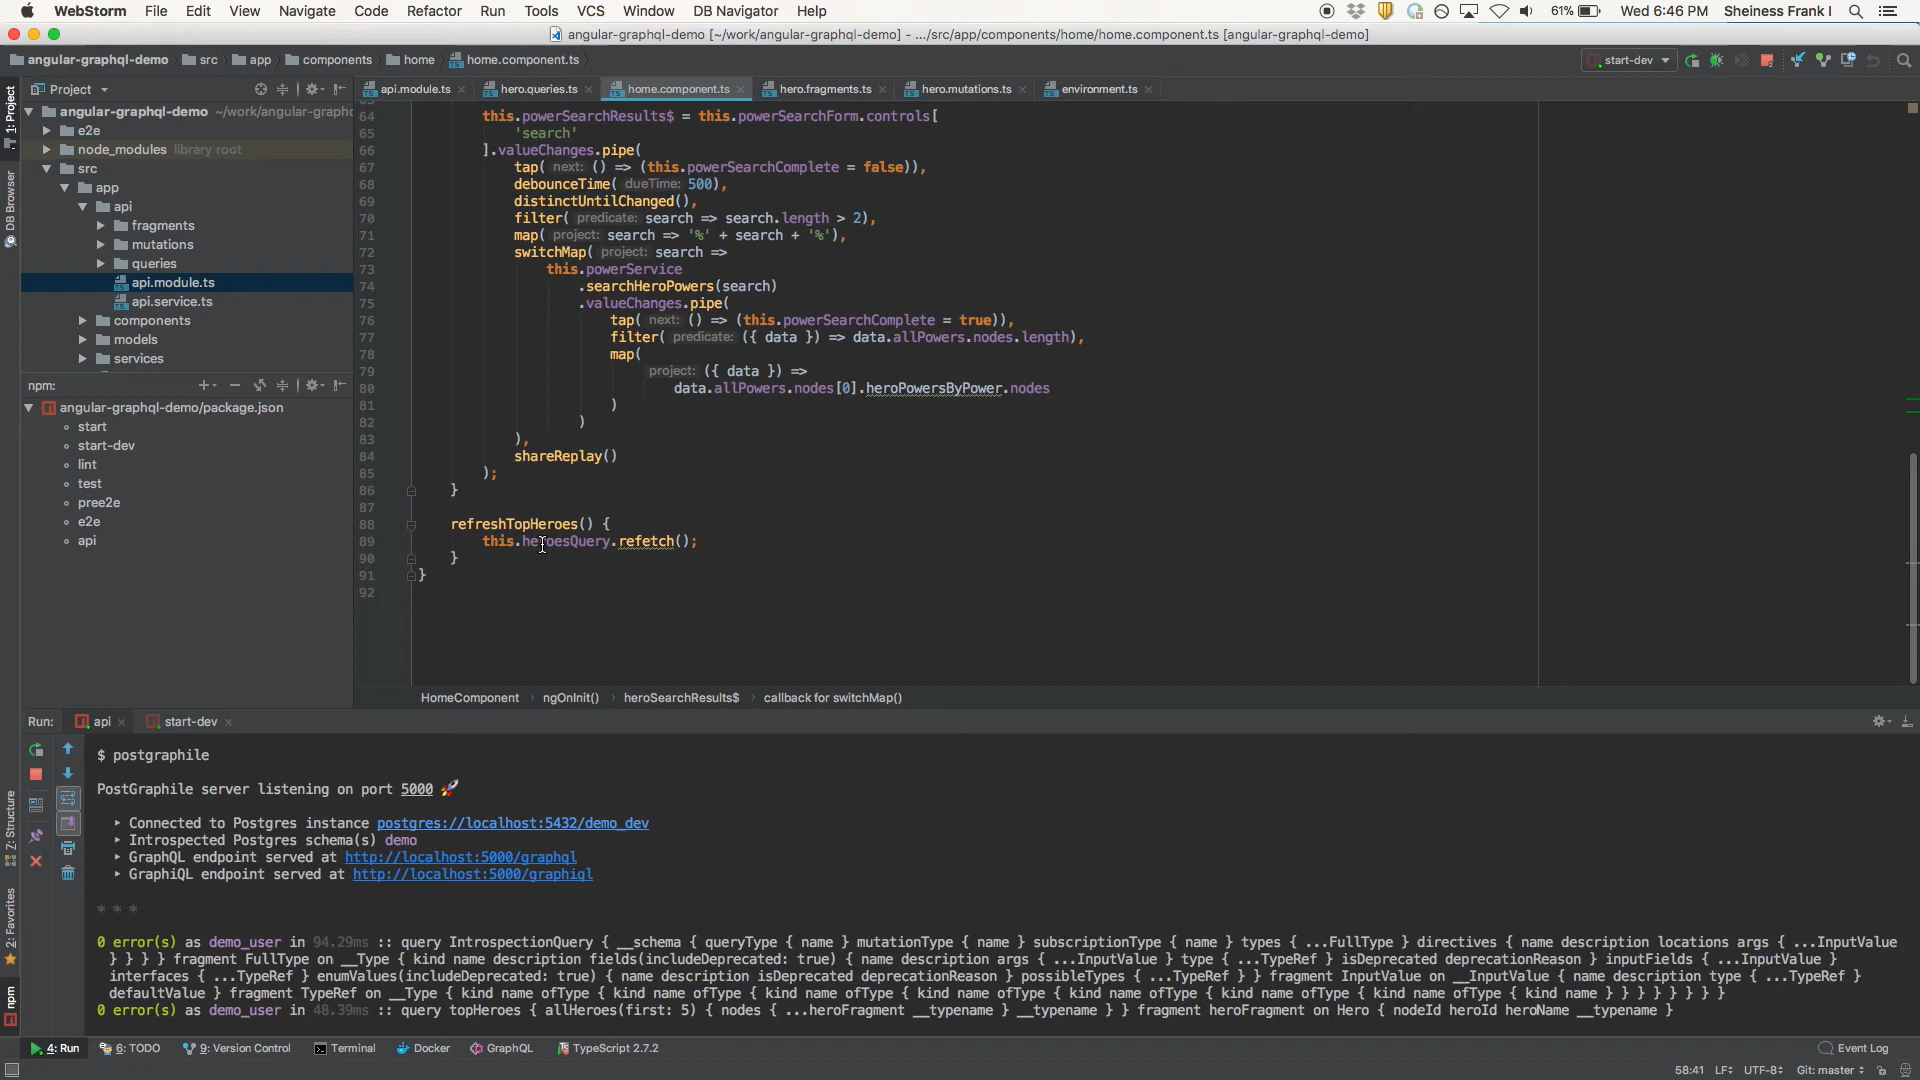 WebStorm File Edit View Navigate Code Refactor Run Tools VCS Window DB Navigator Help 61% Wed 6:46 PM Sheiness Frank I
angular-graphql-demo [~/work/angular-graphql-demo] - .../src/app/components/home/home.component.ts [angular-graphql-demo]
angular-graphql-demo src app components home home.component.ts start-dev
Project
api.module.ts hero.queries.ts home.component.ts hero.fragments.ts hero.mutations.ts environment.ts
1: Project
DB Browser
Z: Structure
2: Favorites
npm
angular-graphql-demo ~/work/angular-graph
e2e
node_modules library root
src
app
api
fragments
mutations
queries
api.module.ts
api.service.ts
components
models
services
npm:
angular-graphql-demo/package.json
start
start-dev
lint
test
pree2e
e2e
api
64 this.powerSearchResults$ = this.powerSearchForm.controls[
65 'search'
66 ].valueChanges.pipe(
67 tap( next: () => (this.powerSearchComplete = false)),
68 debounceTime( dueTime: 500),
69 distinctUntilChanged(),
70 filter( predicate: search => search.length > 2),
71 map( project: search => '%' + search + '%'),
72 switchMap( project: search =>
73 this.powerService
74 .searchHeroPowers(search)
75 .valueChanges.pipe(
76 tap( next: () => (this.powerSearchComplete = true)),
77 filter( predicate: ({ data }) => data.allPowers.nodes.length),
78 map(
79 project: ({ data }) =>
80 data.allPowers.nodes[0].heroPowersByPower.nodes
81 )
82 )
83 ),
84 shareReplay()
85 );
86 }
87
88 refreshTopHeroes() {
89 this.heroesQuery.refetch();
90 }
91 }
92
HomeComponent › ngOnInit() › heroSearchResults$ › callback for switchMap()
Run: api start-dev
$ postgraphile
PostGraphile server listening on port 5000 🚀
‣ Connected to Postgres instance postgres://localhost:5432/demo_dev
‣ Introspected Postgres schema(s) demo
‣ GraphQL endpoint served at http://localhost:5000/graphql
‣ GraphiQL endpoint served at http://localhost:5000/graphiql
* * *
0 error(s) as demo_user in 94.29ms :: query IntrospectionQuery { __schema { queryType { name } mutationType { name } subscriptionType { name } types { ...FullType } directives { name description locations args { ...InputValue
} } } } fragment FullType on __Type { kind name description fields(includeDeprecated: true) { name description args { ...InputValue } type { ...TypeRef } isDeprecated deprecationReason } inputFields { ...InputValue }
interfaces { ...TypeRef } enumValues(includeDeprecated: true) { name description isDeprecated deprecationReason } possibleTypes { ...TypeRef } } fragment InputValue on __InputValue { name description type { ...TypeRef }
defaultValue } fragment TypeRef on __Type { kind name ofType { kind name ofType { kind name ofType { kind name ofType { kind name ofType { kind name ofType { kind name ofType { kind name } } } } } } } }
0 error(s) as demo_user in 48.39ms :: query topHeroes { allHeroes(first: 5) { nodes { ...heroFragment __typename } __typename } } fragment heroFragment on Hero { nodeId heroId heroName __typename }
4: Run 6: TODO 9: Version Control Terminal Docker GraphQL TypeScript 2.7.2 Event Log
58:41 LF÷ UTF-8÷ Git: master